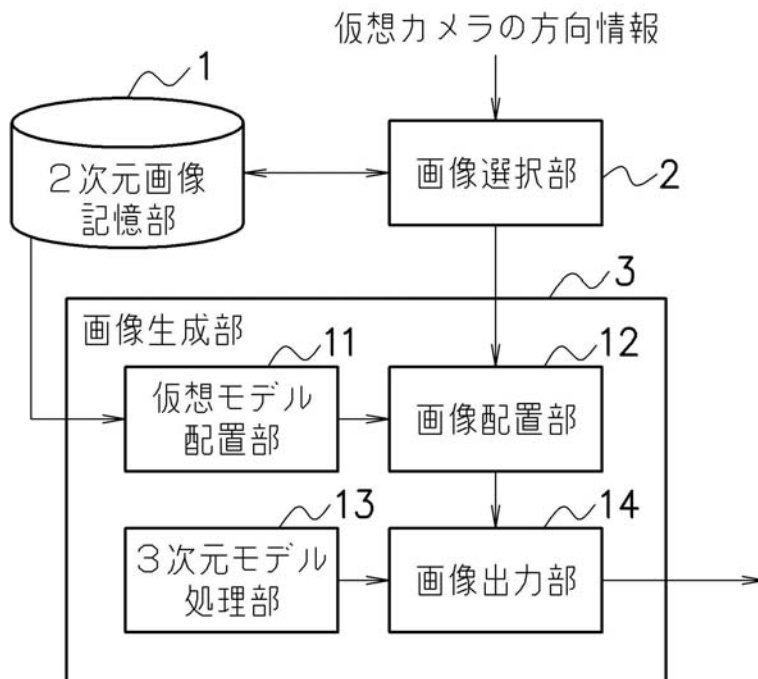 仮想カメラの方向情報
1
2次元画像
記憶部
画像選択部
2
3
画像生成部
11
仮想モデル
配置部
12
画像配置部
13
3次元モデル
処理部
14
画像出力部